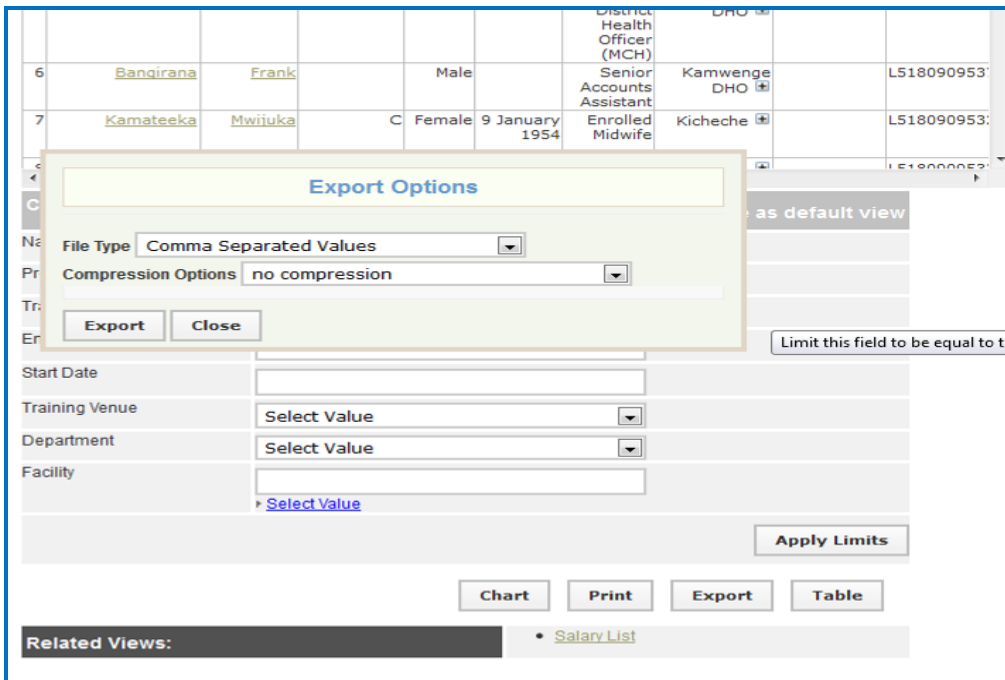 District DHO
Health
Officer
(MCH)
6 Bangirana Frank Male Senior Kamwenge L518090953
Accounts DHO
Assistant
7 Kamateeka Mwijuka C Female 9 January Enrolled Kicheche L518090953
1954 Midwife
Export Options
as default view
File Type Comma Separated Values
Compression Options no compression
Export Close
Limit this field to be equal to t
Start Date
Training Venue Select Value
Department Select Value
Facility
Select Value
Apply Limits
Chart Print Export Table
Related Views: • Salary List